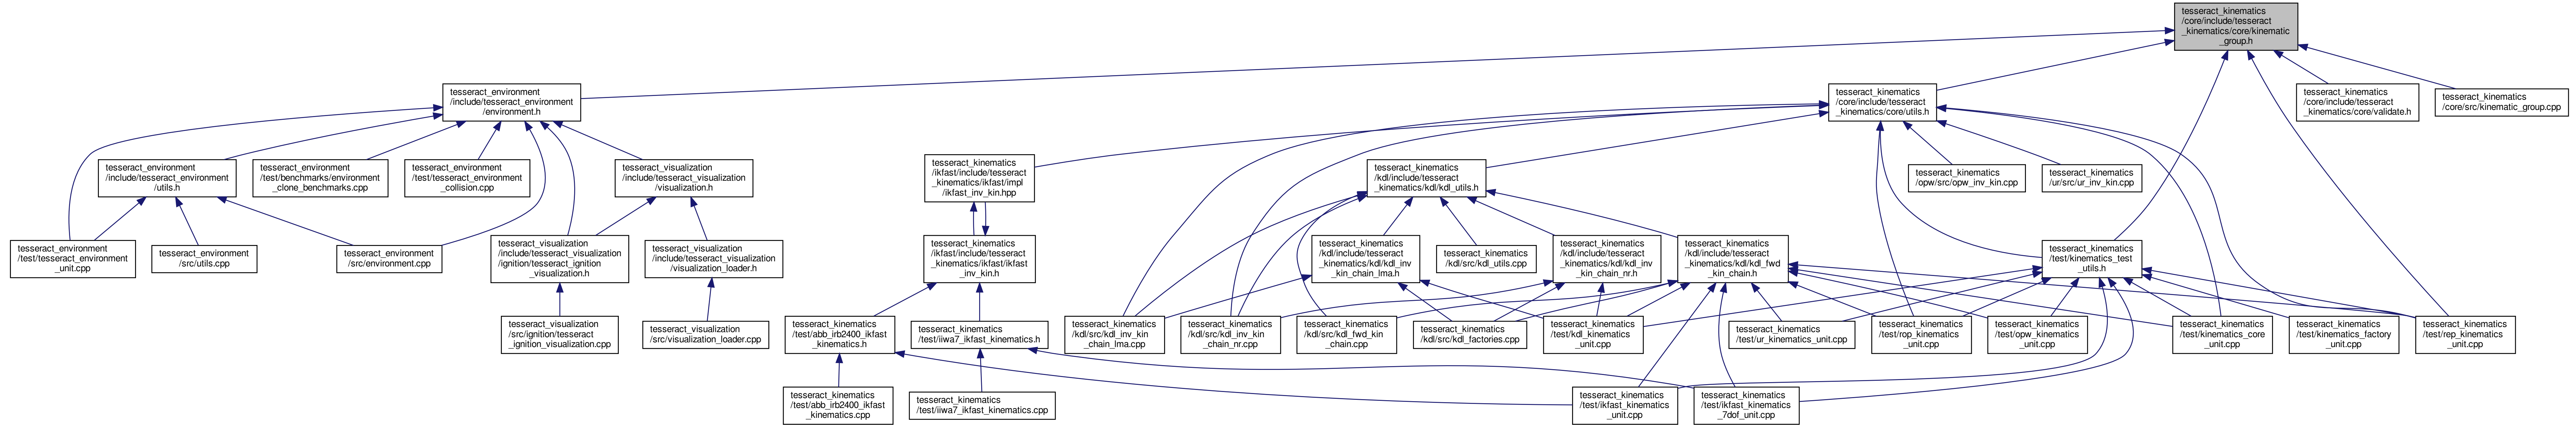 tesseract_kinematics
/core/include/tesseract
_kinematics/core/kinematic
_group.h
tesseract_environment
/include/tesseract_environment
/environment.h
tesseract_kinematics
/core/include/tesseract
_kinematics/core/utils.h
tesseract_kinematics
/core/include/tesseract
_kinematics/core/validate.h
tesseract_kinematics
/core/src/kinematic_group.cpp
tesseract_environment
/include/tesseract_environment
/utils.h
tesseract_environment
/test/benchmarks/environment
_clone_benchmarks.cpp
tesseract_environment
/test/tesseract_environment
_collision.cpp
tesseract_visualization
/include/tesseract_visualization
/visualization.h
tesseract_kinematics
/ikfast/include/tesseract
_kinematics/ikfast/impl
/ikfast_inv_kin.hpp
tesseract_kinematics
/kdl/include/tesseract
_kinematics/kdl/kdl_utils.h
tesseract_kinematics
/opw/src/opw_inv_kin.cpp
tesseract_kinematics
/ur/src/ur_inv_kin.cpp
tesseract_environment
/test/tesseract_environment
_unit.cpp
tesseract_environment
/src/utils.cpp
tesseract_environment
/src/environment.cpp
tesseract_visualization
/include/tesseract_visualization
/ignition/tesseract_ignition
_visualization.h
tesseract_visualization
/include/tesseract_visualization
/visualization_loader.h
tesseract_kinematics
/ikfast/include/tesseract
_kinematics/ikfast/ikfast
_inv_kin.h
tesseract_kinematics
/kdl/include/tesseract
_kinematics/kdl/kdl_inv
_kin_chain_lma.h
tesseract_kinematics
/kdl/src/kdl_utils.cpp
tesseract_kinematics
/kdl/include/tesseract
_kinematics/kdl/kdl_inv
_kin_chain_nr.h
tesseract_kinematics
/kdl/include/tesseract
_kinematics/kdl/kdl_fwd
_kin_chain.h
tesseract_kinematics
/test/kinematics_test
_utils.h
tesseract_visualization
/src/ignition/tesseract
_ignition_visualization.cpp
tesseract_visualization
/src/visualization_loader.cpp
tesseract_kinematics
/test/abb_irb2400_ikfast
_kinematics.h
tesseract_kinematics
/test/iiwa7_ikfast_kinematics.h
tesseract_kinematics
/kdl/src/kdl_inv_kin
_chain_lma.cpp
tesseract_kinematics
/kdl/src/kdl_inv_kin
_chain_nr.cpp
tesseract_kinematics
/kdl/src/kdl_fwd_kin
_chain.cpp
tesseract_kinematics
/kdl/src/kdl_factories.cpp
tesseract_kinematics
/test/kdl_kinematics
_unit.cpp
tesseract_kinematics
/test/ur_kinematics_unit.cpp
tesseract_kinematics
/test/rop_kinematics
_unit.cpp
tesseract_kinematics
/test/opw_kinematics
_unit.cpp
tesseract_kinematics
/test/kinematics_core
_unit.cpp
tesseract_kinematics
/test/kinematics_factory
_unit.cpp
tesseract_kinematics
/test/rep_kinematics
_unit.cpp
tesseract_kinematics
/test/abb_irb2400_ikfast
_kinematics.cpp
tesseract_kinematics
/test/iiwa7_ikfast_kinematics.cpp
tesseract_kinematics
/test/ikfast_kinematics
_unit.cpp
tesseract_kinematics
/test/ikfast_kinematics
_7dof_unit.cpp